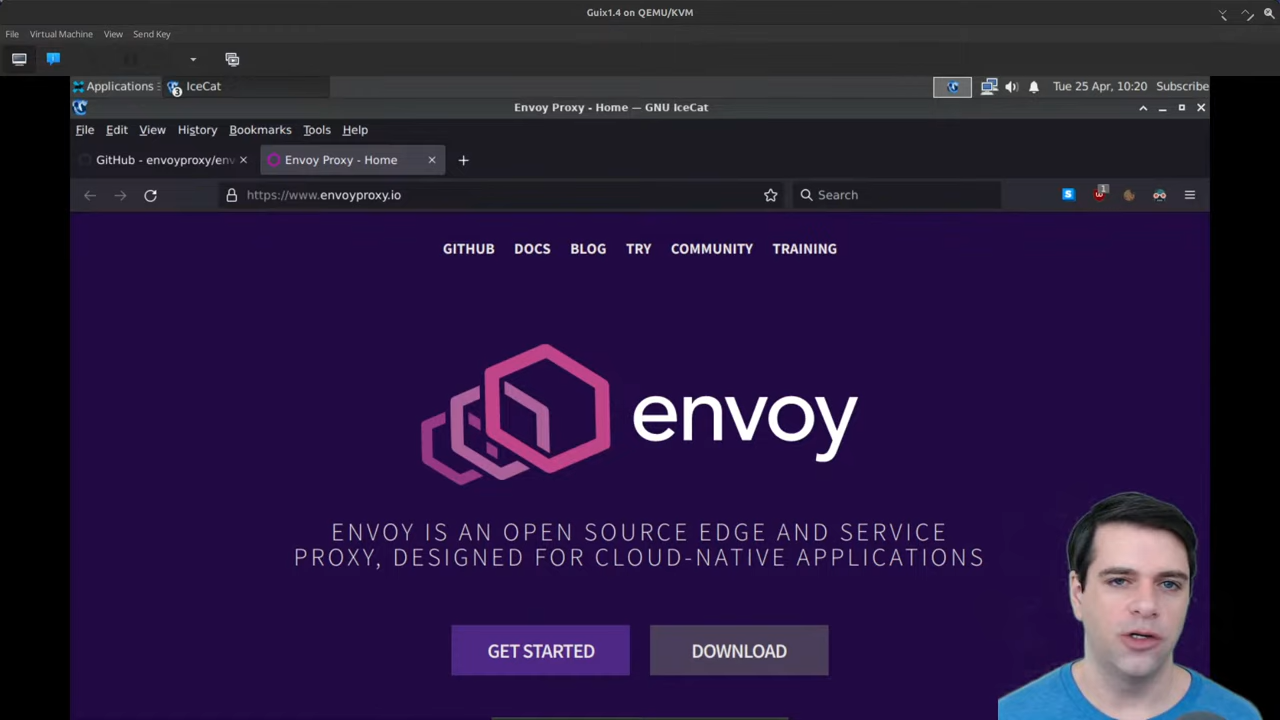 Guix1.4 on QEMU/KVM
File Virtual Machine View Send Key
Applications IceCat Tue 25 Apr, 10:20 Subscribe
3
Envoy Proxy - Home — GNU IceCat
File Edit View History Bookmarks Tools Help
GitHub - envoyproxy/env Envoy Proxy - Home
https://www.envoyproxy.io Search S 1
GITHUB DOCS BLOG TRY COMMUNITY TRAINING
envoy
ENVOY IS AN OPEN SOURCE EDGE AND SERVICE
PROXY, DESIGNED FOR CLOUD-NATIVE APPLICATIONS
GET STARTED DOWNLOAD